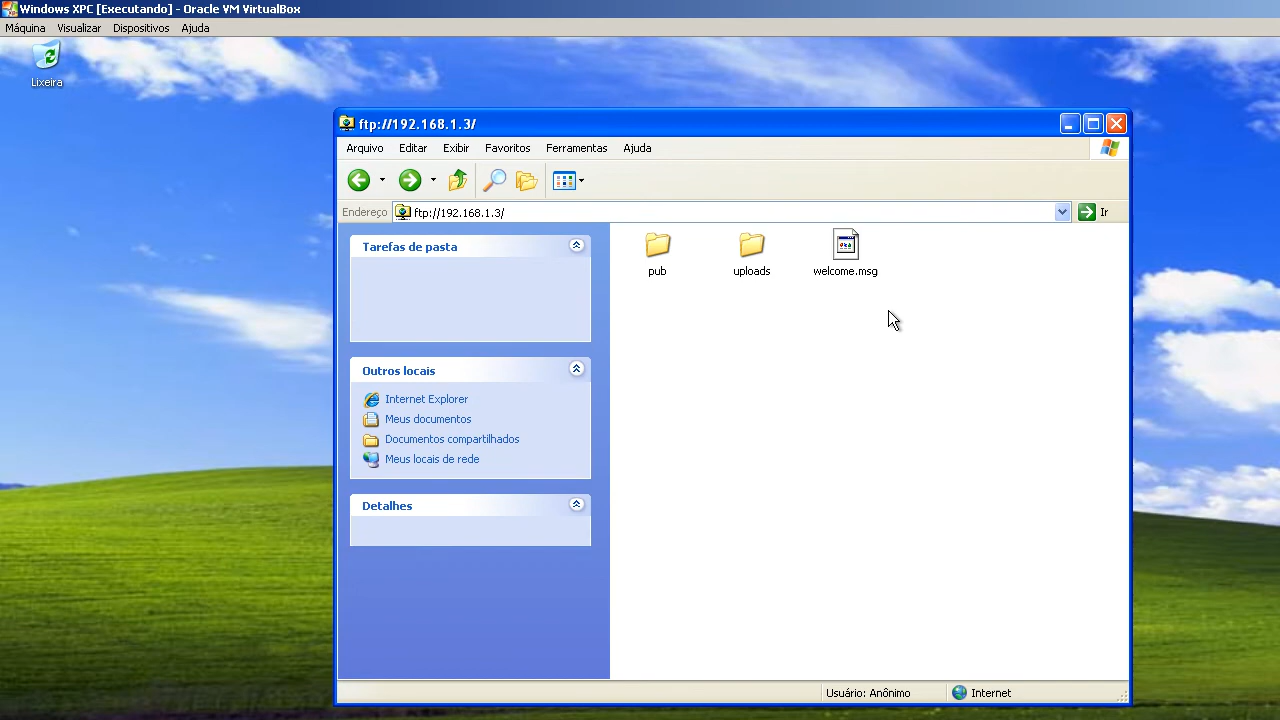 Windows XPC [Executando] - Oracle VM VirtualBox
Máquina Visualizar Dispositivos Ajuda
Lixeira
ftp://192.168.1.3/
Arquivo Editar Exibir Favoritos Ferramentas Ajuda
Endereço ftp://192.168.1.3/ Ir
Tarefas de pasta
pub uploads welcome.msg
Outros locais
Internet Explorer
Meus documentos
Documentos compartilhados
Meus locais de rede
Detalhes
Usuário: Anônimo Internet